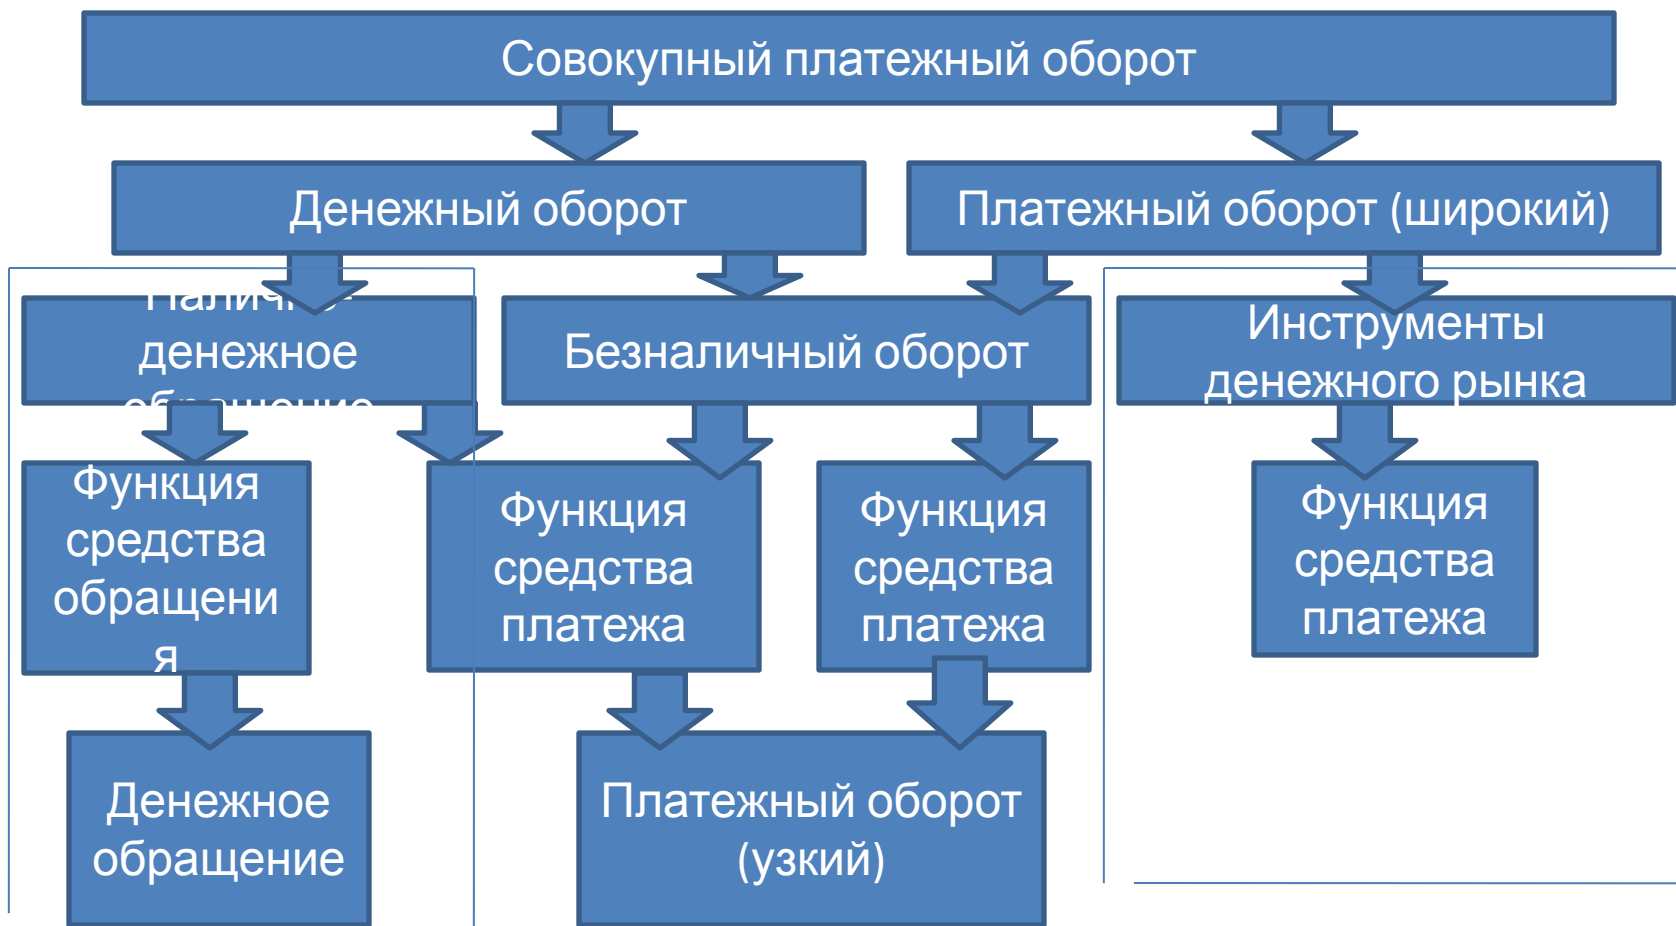 Совокупный платежный оборот
Денежный оборот
Платежный оборот (широкий)
денежное
обращение
Безналичный оборот
Инструменты
денежного рынка
Функция
средства
обращени
я
Функция
средства
платежа
Функция
средства
платежа
Функция
средства
платежа
Денежное
обращение
Платежный оборот
(узкий)